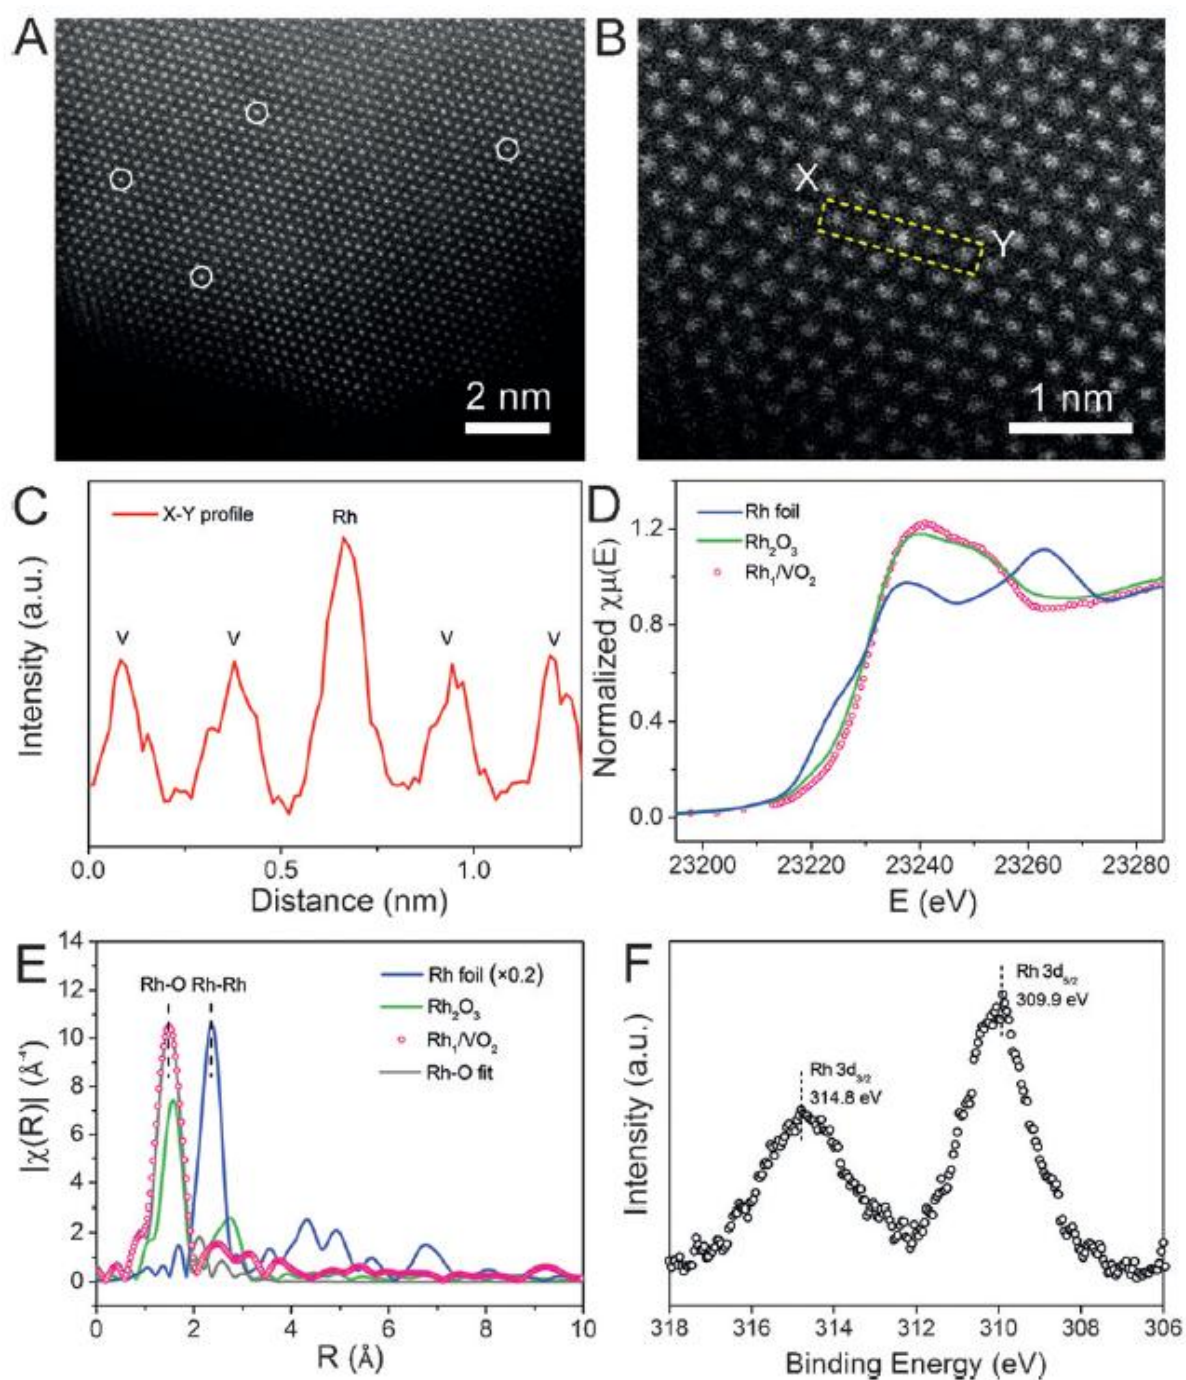 A
2 nm
B
X
Y
1 nm
C
X-Y profile
Rh
V
V
V
V
Intensity (a.u.)
0.0
0.5
1.0
Distance (nm)
D
Rh foil
Rh₂O₃
Rh₁/VO₂
Normalized χμ(E)
1.2
0.8
0.4
0.0
23200
23220
23240
23260
23280
E (eV)
E
14
12
10
8
6
4
2
0
Rh-O Rh-Rh
Rh foil (×0.2)
Rh₂O₃
Rh₁/VO₂
Rh-O fit
|χ(R)| (Å⁻⁴)
0
2
4
6
8
10
R (Å)
F
Rh 3d₅/₂
309.9 eV
Rh 3d₃/₂
314.8 eV
Intensity (a.u.)
318
316
314
312
310
308
306
Binding Energy (eV)